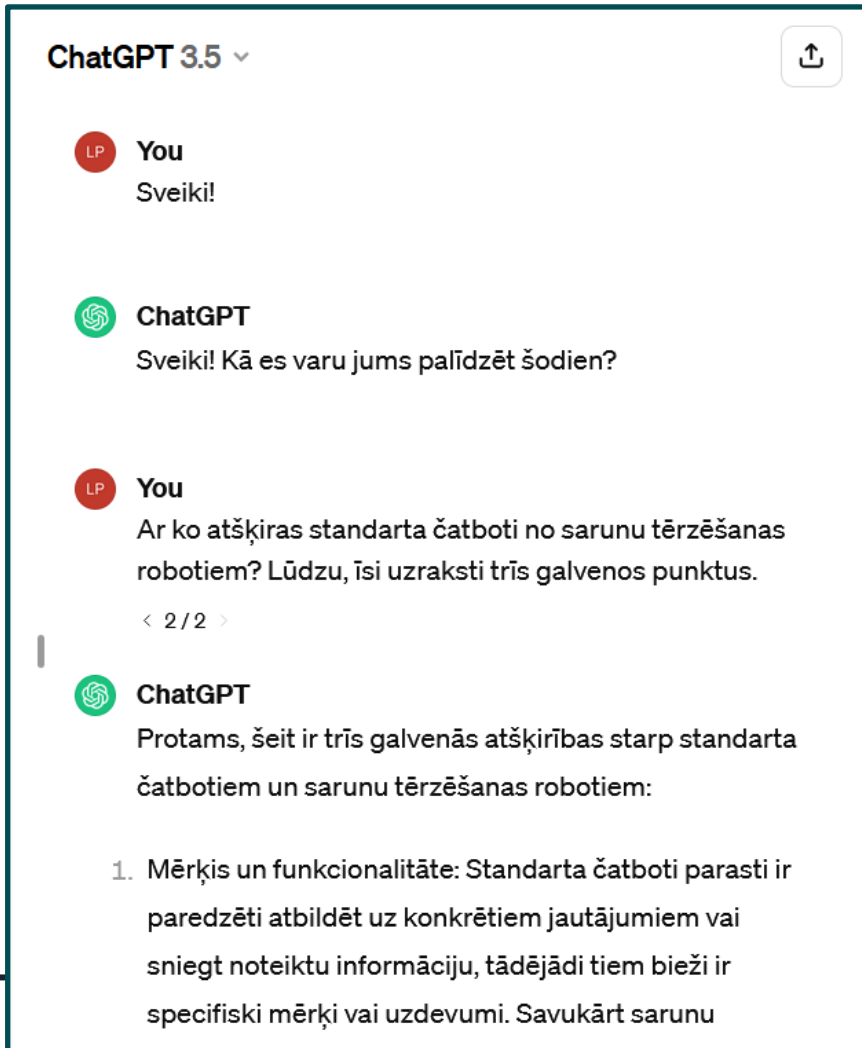 ChatGPT 3.5
LP
You
Sveiki!
ChatGPT
Sveiki! Kā es varu jums palīdzēt šodien?
LP
You
Ar ko atšķiras standarta čatboti no sarunu tērzēšanas
robotiem? Lūdzu, īsi uzraksti trīs galvenos punktus.
< 2 / 2 >
ChatGPT
Protams, šeit ir trīs galvenās atšķirības starp standarta
čatbotiem un sarunu tērzēšanas robotiem:
1. Mērķis un funkcionalitāte: Standarta čatboti parasti ir
paredzēti atbildēt uz konkrētiem jautājumiem vai
sniegt noteiktu informāciju, tādējādi tiem bieži ir
specifiski mērķi vai uzdevumi. Savukārt sarunu